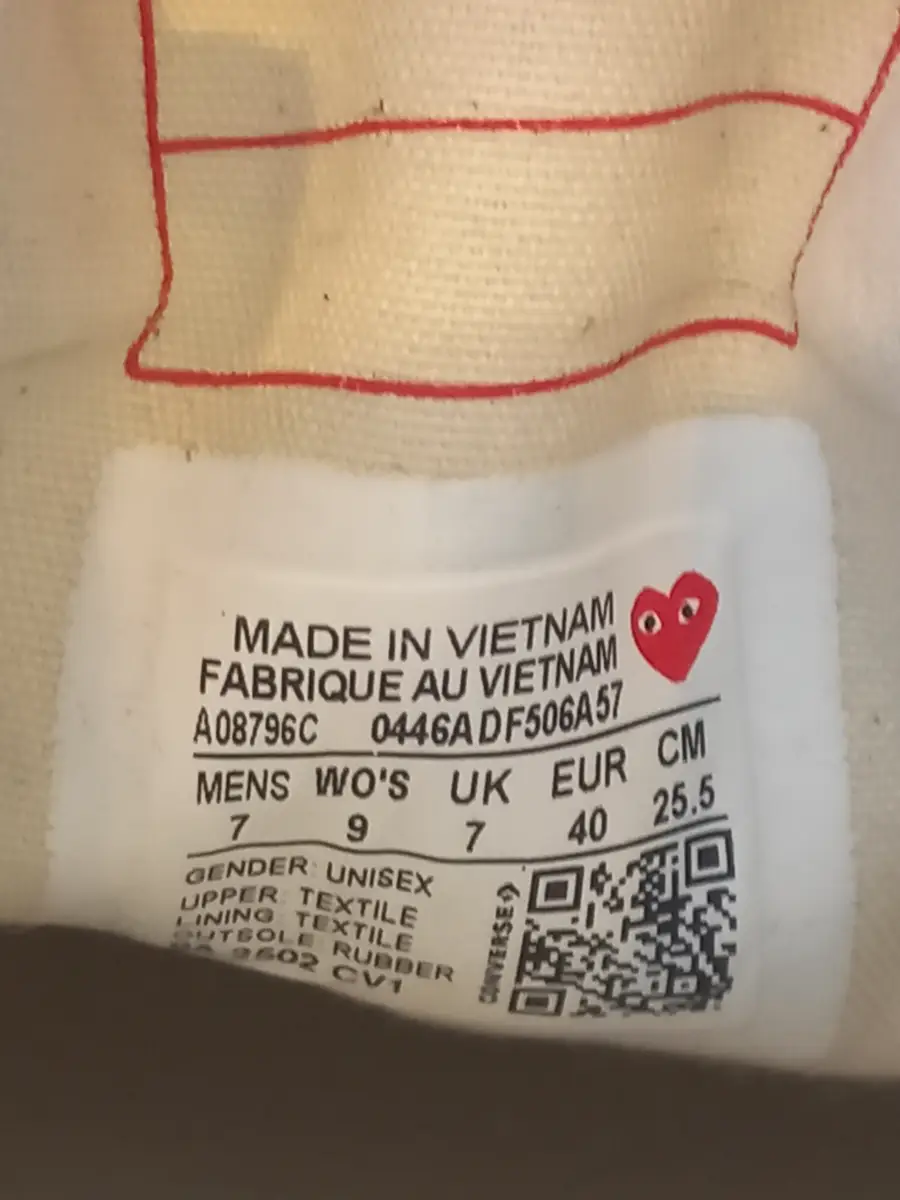 MADE IN VIETNAM
FABRIQUE AU VIETNAM
A08796C 0446ADF506A57
MENS WO'S UK EUR CM
7 9 7 40 25.5
GENDER: UNISEX
UPPER: TEXTILE
LINING: TEXTILE
OUTSOLE: RUBBER
9602 CV1
CONVERSE